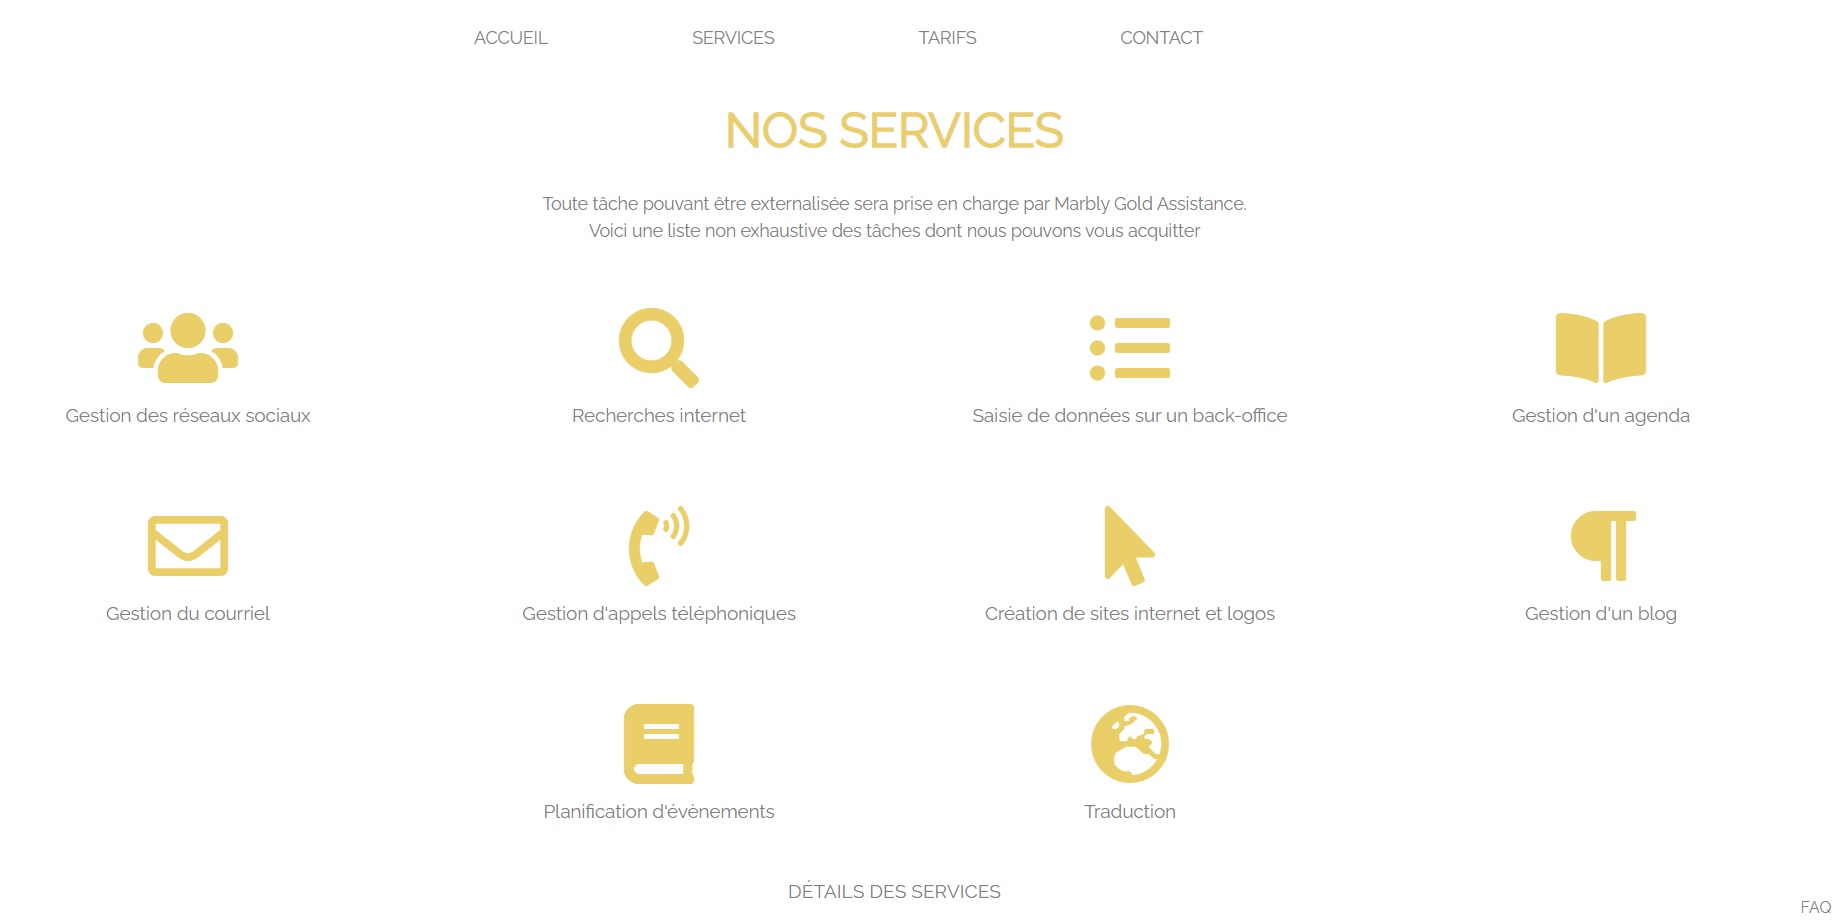 ACCUEIL SERVICES TARIFS CONTACT
NOS SERVICES
Toute tâche pouvant être externalisée sera prise en charge par Marbly Gold Assistance.
Voici une liste non exhaustive des tâches dont nous pouvons vous acquitter
Gestion des réseaux sociaux
Recherches internet
Saisie de données sur un back-office
Gestion d'un agenda
Gestion du courriel
Gestion d'appels téléphoniques
Création de sites internet et logos
Gestion d'un blog
Planification d'évènements
Traduction
DÉTAILS DES SERVICES
FAQ